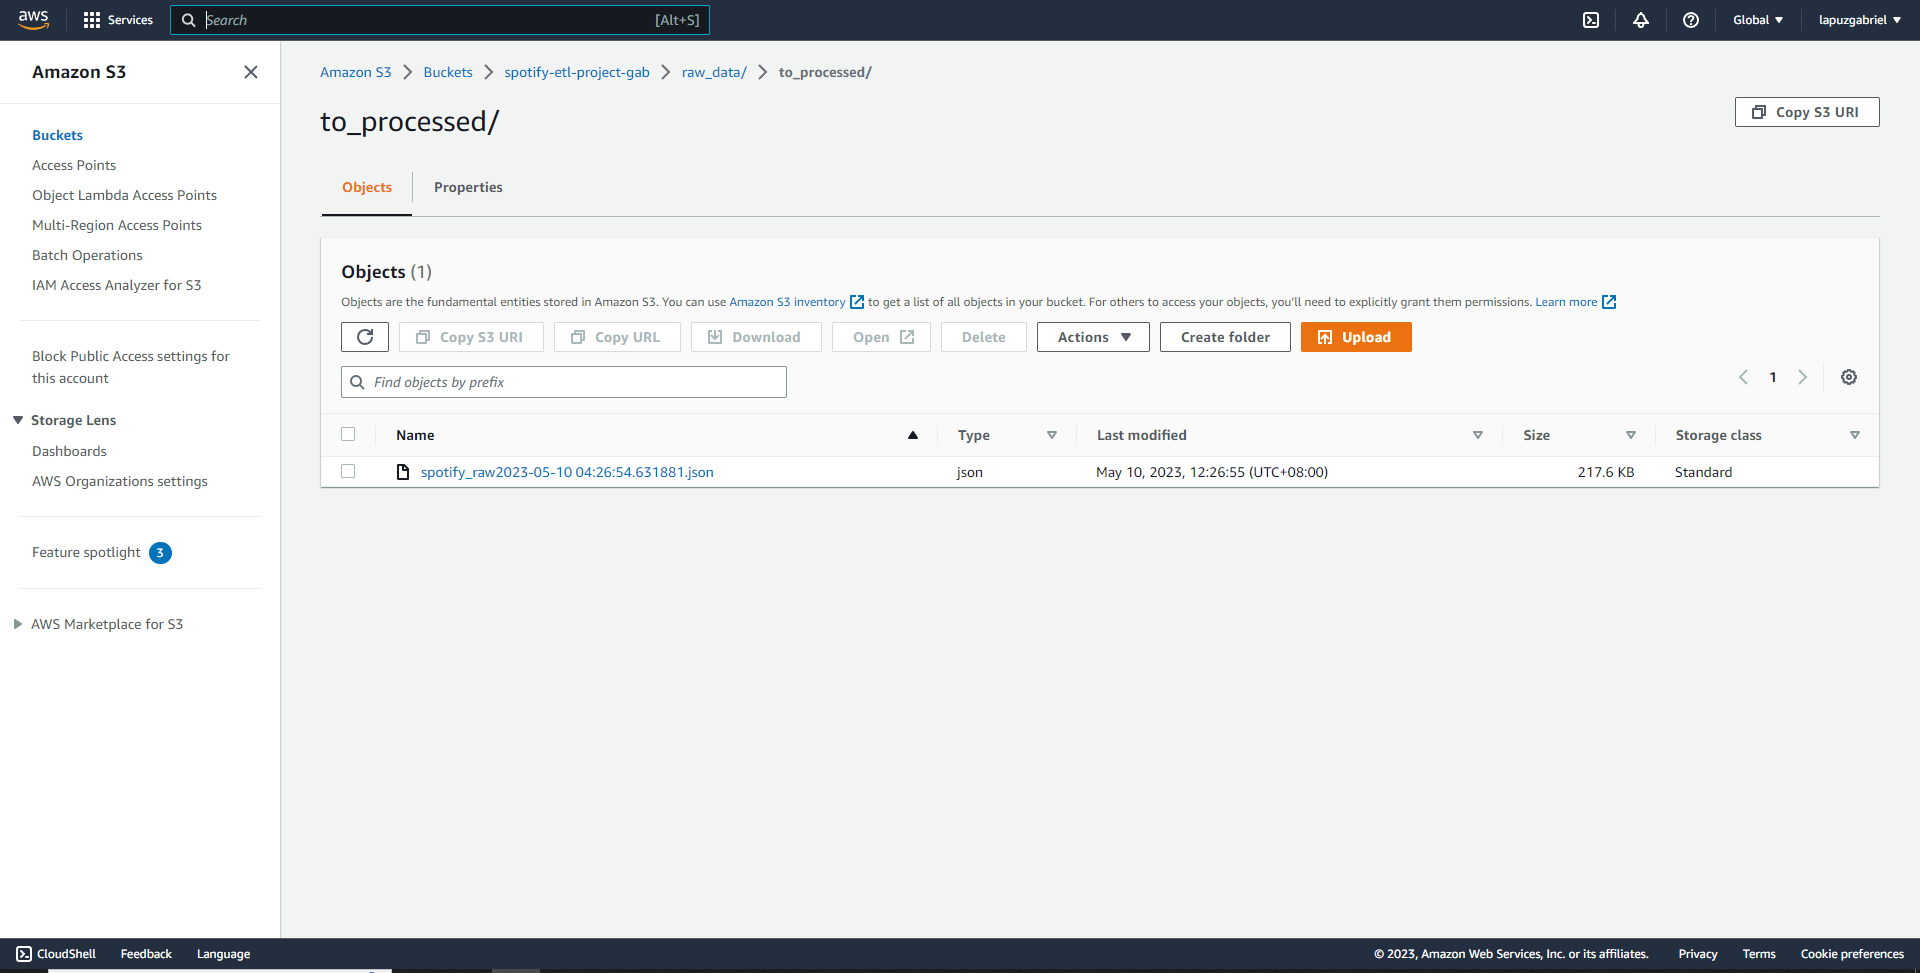 aws
Services
Search [Alt+S]
Global
lapuzgabriel
Amazon S3
Buckets
Access Points
Object Lambda Access Points
Multi-Region Access Points
Batch Operations
IAM Access Analyzer for S3
Block Public Access settings for
this account
Storage Lens
Dashboards
AWS Organizations settings
Feature spotlight 3
AWS Marketplace for S3
Amazon S3 > Buckets > spotify-etl-project-gab > raw_data/ > to_processed/
to_processed/
Copy S3 URI
Objects
Properties
Objects (1)
Objects are the fundamental entities stored in Amazon S3. You can use Amazon S3 inventory to get a list of all objects in your bucket. For others to access your objects, you'll need to explicitly grant them permissions. Learn more
Copy S3 URI
Copy URL
Download
Open
Delete
Actions
Create folder
Upload
Find objects by prefix
< 1 >
Name Type Last modified Size Storage class
spotify_raw2023-05-10 04:26:54.631881.json json May 10, 2023, 12:26:55 (UTC+08:00) 217.6 KB Standard
CloudShell Feedback Language
© 2023, Amazon Web Services, Inc. or its affiliates. Privacy Terms Cookie preferences